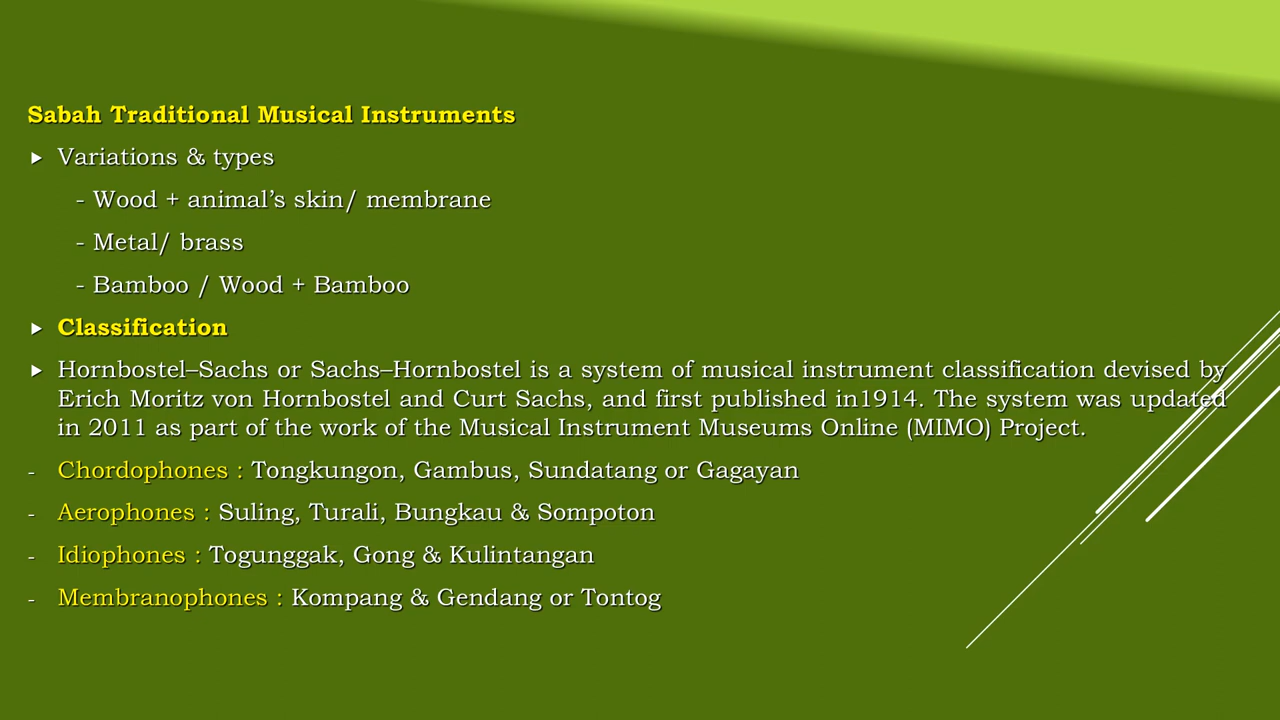 Sabah Traditional Musical Instruments
Variations & types
- Wood + animal’s skin/ membrane
- Metal/ brass
- Bamboo / Wood + Bamboo
Classification
Hornbostel–Sachs or Sachs–Hornbostel is a system of musical instrument classification devised by
Erich Moritz von Hornbostel and Curt Sachs, and first published in1914. The system was updated
in 2011 as part of the work of the Musical Instrument Museums Online (MIMO) Project.
- Chordophones : Tongkungon, Gambus, Sundatang or Gagayan
- Aerophones : Suling, Turali, Bungkau & Sompoton
- Idiophones : Togunggak, Gong & Kulintangan
- Membranophones : Kompang & Gendang or Tontog